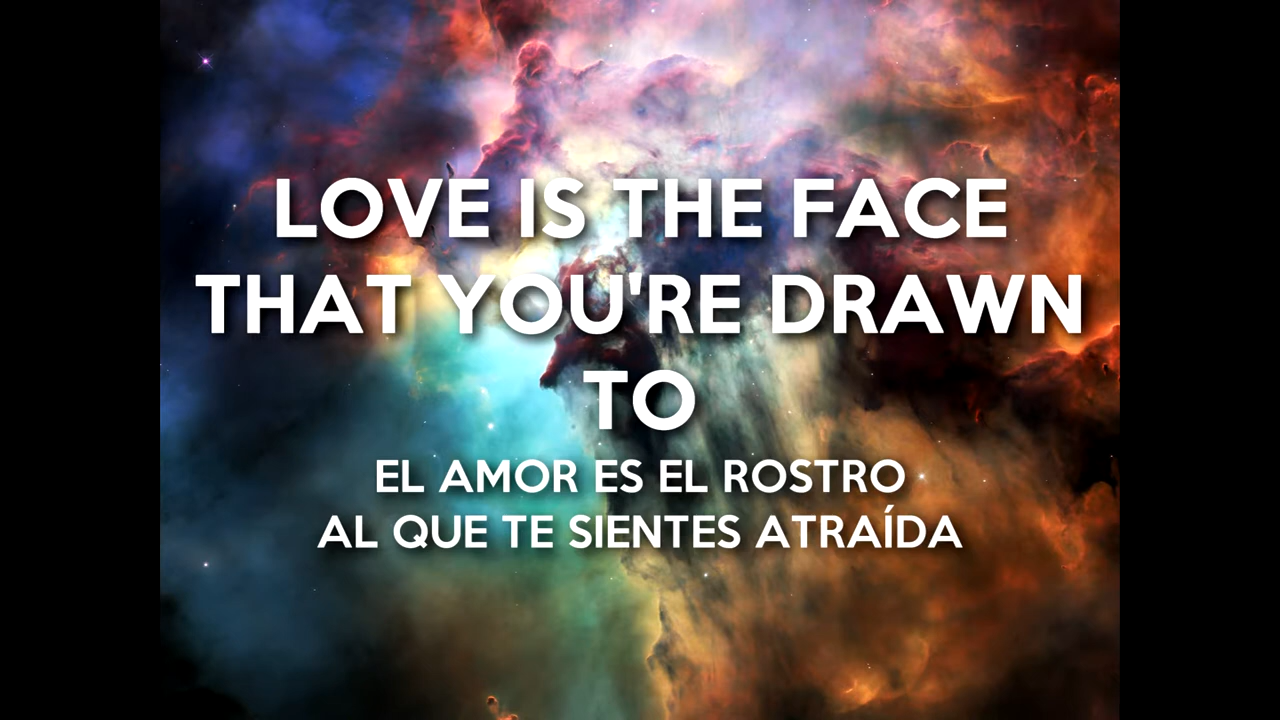 LOVE IS THE FACE
THAT YOU'RE DRAWN
TO
EL AMOR ES EL ROSTRO
AL QUE TE SIENTES ATRAÍDA